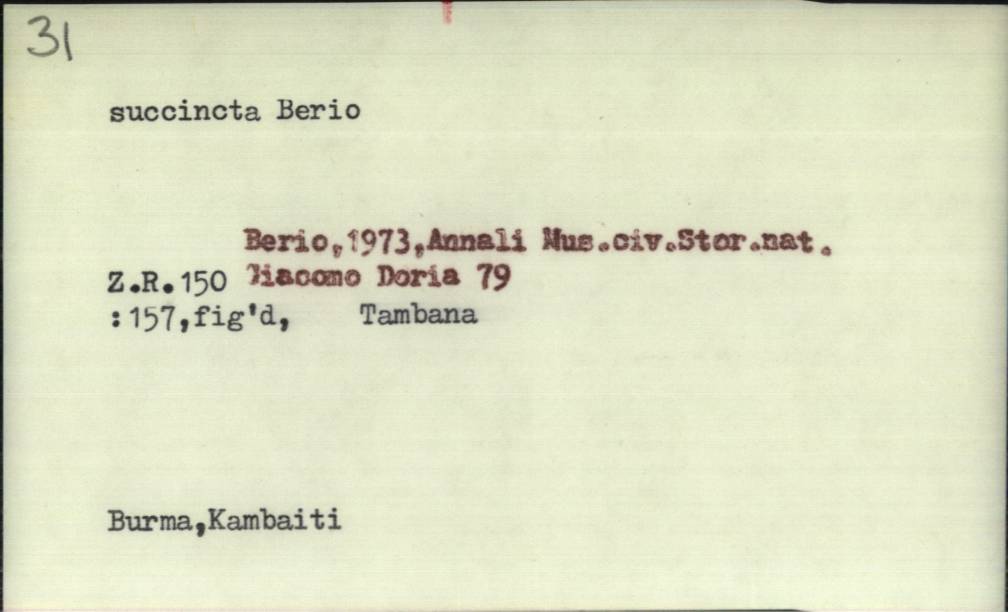 31
succincta Berio
Berio,1973,Annali Mus.civ.Stor.nat.
Z.R.150 Giacomo Doria 79
:157,fig'd, Tambana
Burma,Kambaiti